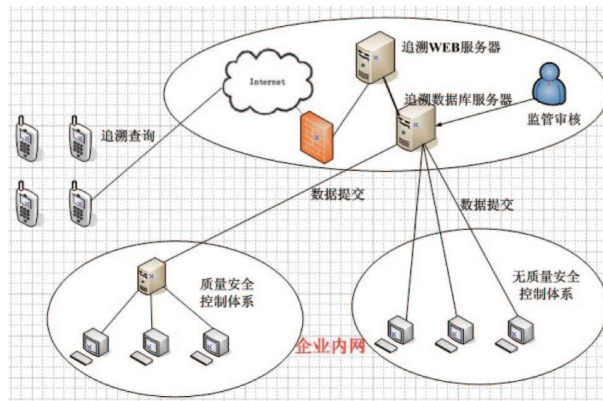 追溯WEB服务器
Internet
追溯数据库服务器
监管审核
追溯查询
数据提交
数据提交
质量安全
控制体系
无质量安全
控制体系
企业内网